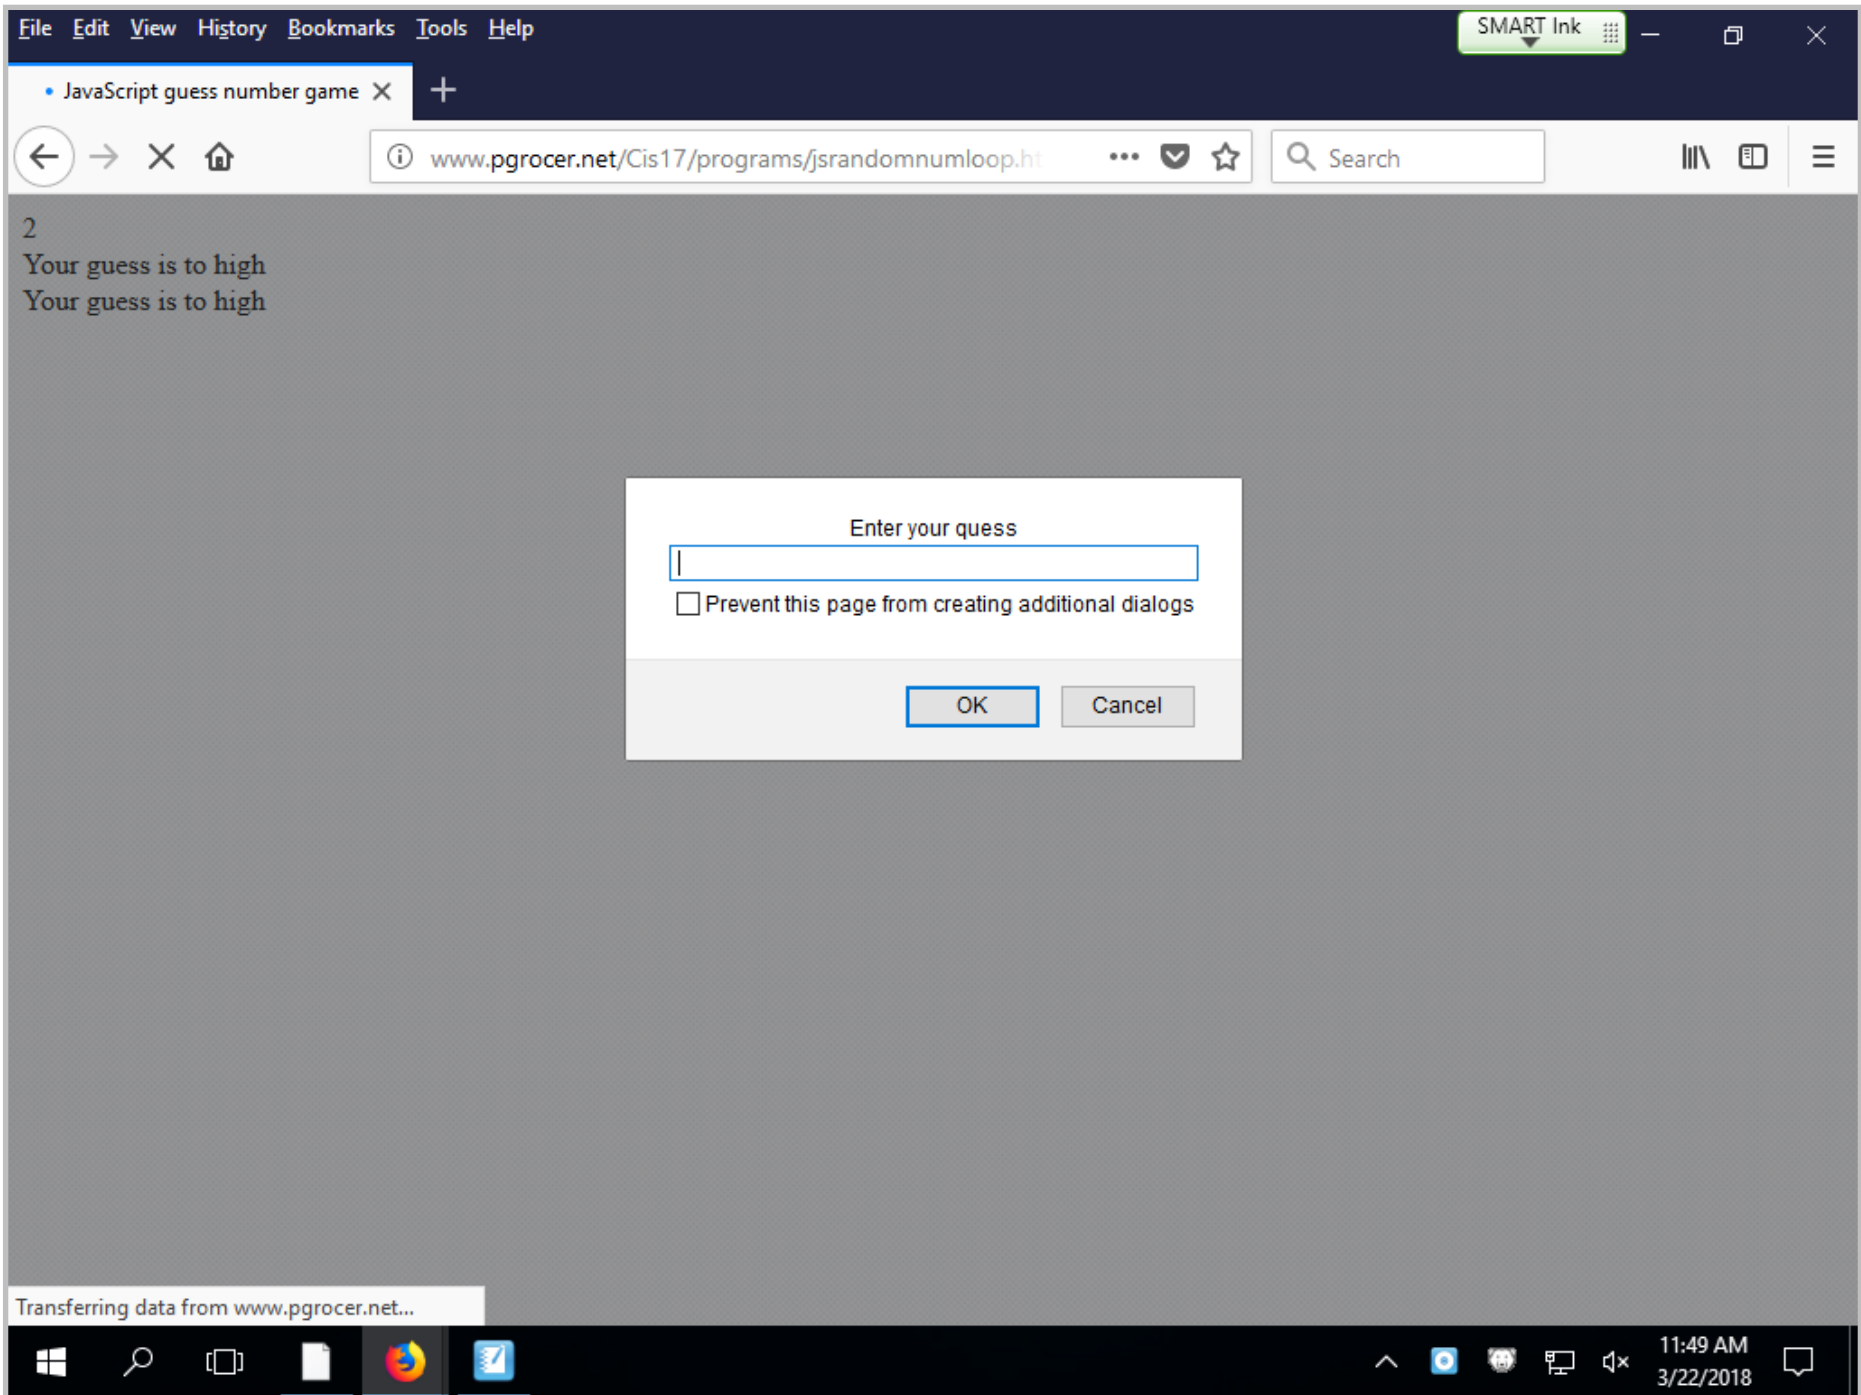 File Edit View History Bookmarks Tools Help
SMART Ink
JavaScript guess number game
www.pgrocer.net/Cis17/programs/jsrandomnumloop.ht
Search
2
Your guess is to high
Your guess is to high
Enter your quess
Prevent this page from creating additional dialogs
OK Cancel
Transferring data from www.pgrocer.net...
11:49 AM
3/22/2018